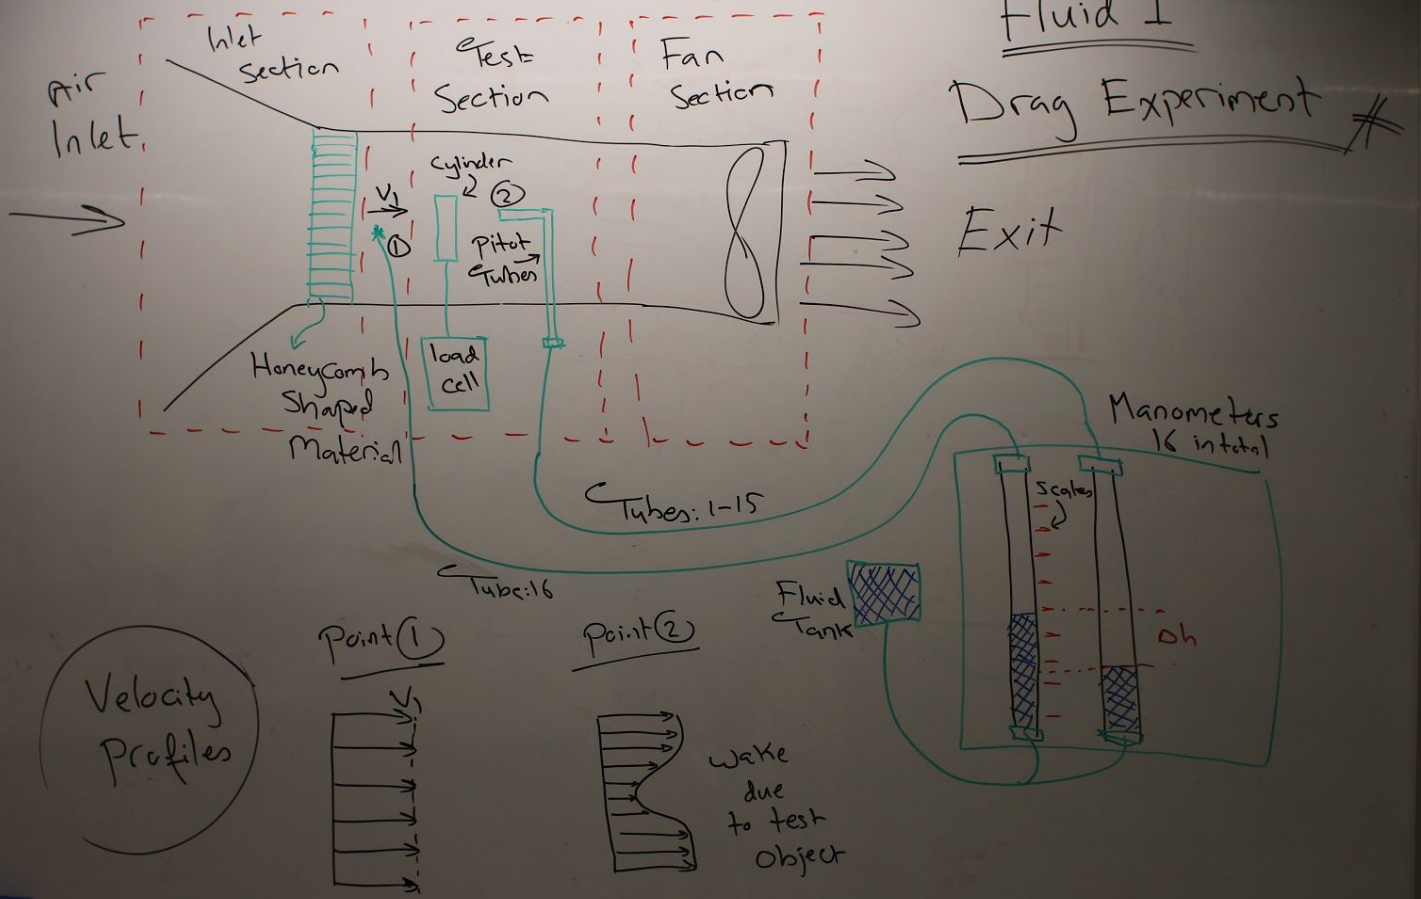 Fluid 1
Drag Experiment
Air
Inlet
Inlet
Section
Test
Section
Fan
Section
Exit
Cylinder
V1
①
②
Pitot
Tubes
load
cell
Honeycomb
Shaped
Material
Manometers
16 in total
Scales
Tubes: 1-15
Tube:16
Fluid
Tank
Δh
Velocity
Profiles
Point ①
V1
Point ②
Wake
due
to test
Object